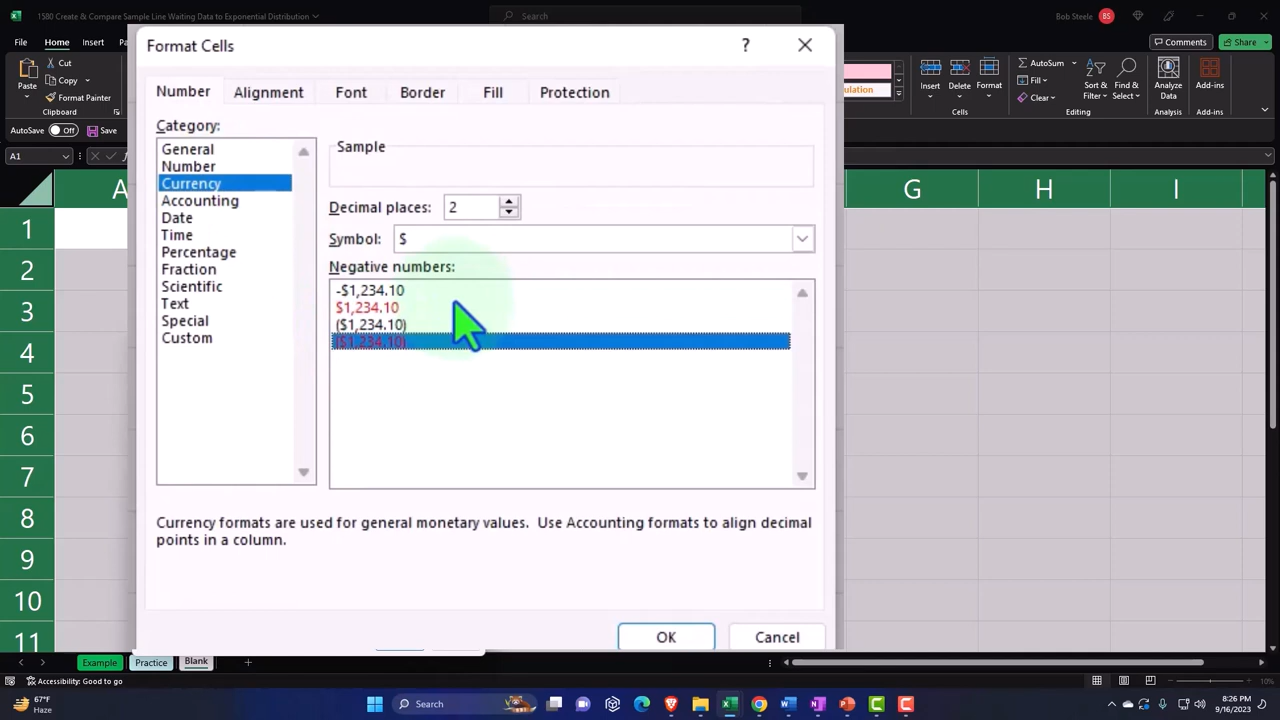 1580 Create & Compare Sample Line Waiting Data to Exponential Distribution
Search
Bob Steele
BS
File
Home
Insert
Pa
Comments
Share
Paste
Cut
Copy
Format Painter
Clipboard
AutoSave
Off
Save
A1
Format Cells
?
Number
Alignment
Font
Border
Fill
Protection
Category:
General
Number
Currency
Accounting
Date
Time
Percentage
Fraction
Scientific
Text
Special
Custom
Sample
Decimal places:
2
Symbol:
$
Negative numbers:
-$1,234.10
$1,234.10
($1,234.10)
($1,234.10)
Currency formats are used for general monetary values. Use Accounting formats to align decimal
points in a column.
OK
Cancel
ulation
Insert
Delete
Format
Cells
AutoSum
Fill
Clear
Sort &
Filter
Find &
Select
Editing
Analyze
Data
Analysis
Add-ins
Add-ins
A
G
H
I
1
2
3
4
5
6
7
8
9
10
11
Example
Practice
Blank
Accessibility: Good to go
10%
67°F
Haze
Search
8:26 PM
9/16/2023